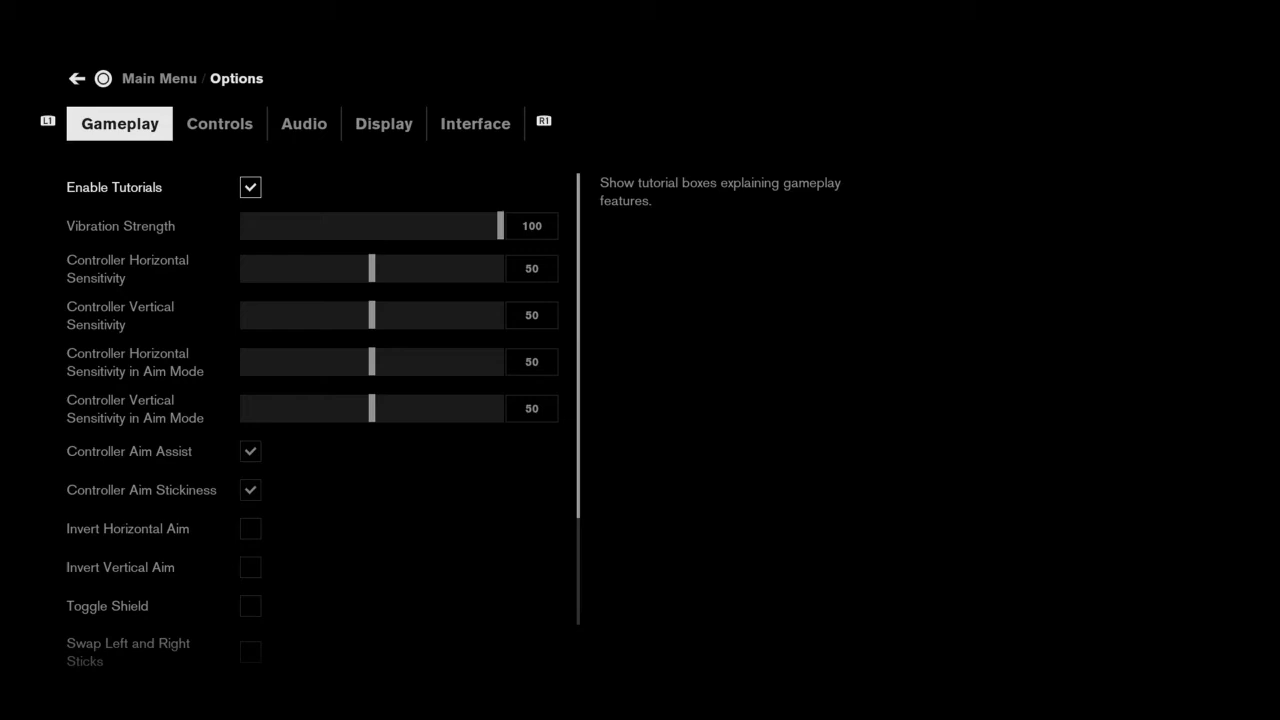 Main Menu / Options
L1 Gameplay Controls Audio Display Interface R1
Enable Tutorials
Show tutorial boxes explaining gameplay
features.
Vibration Strength 100
Controller Horizontal
Sensitivity
50
Controller Vertical
Sensitivity
50
Controller Horizontal
Sensitivity in Aim Mode
50
Controller Vertical
Sensitivity in Aim Mode
50
Controller Aim Assist
Controller Aim Stickiness
Invert Horizontal Aim
Invert Vertical Aim
Toggle Shield
Swap Left and Right
Sticks